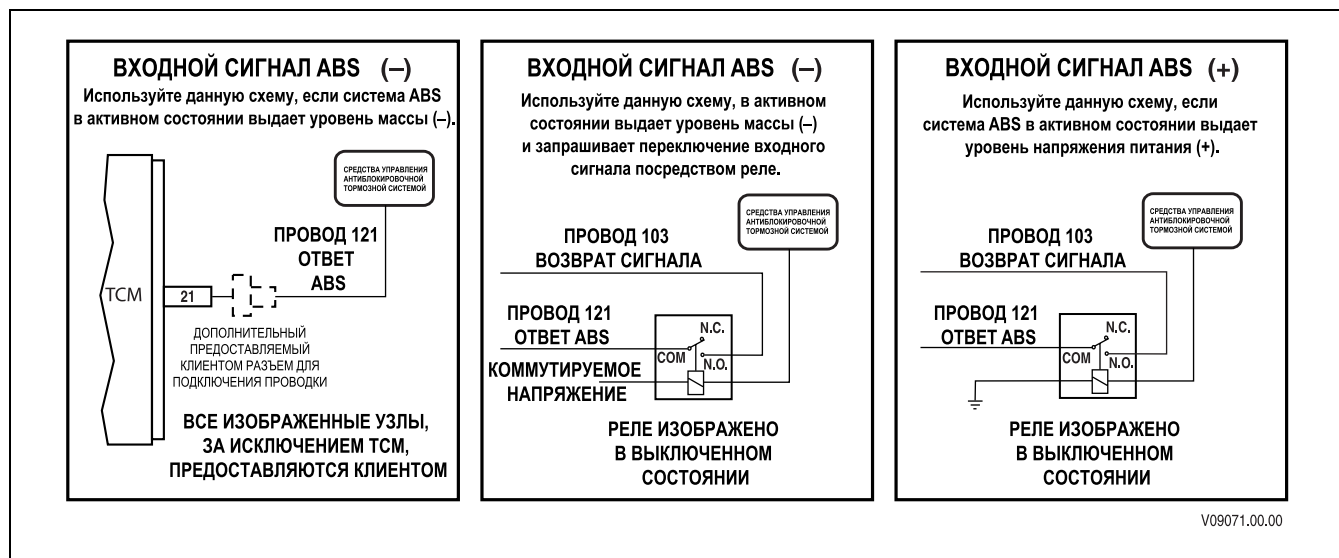 ВХОДНОЙ СИГНАЛ ABS (–)
Используйте данную схему, если система ABS
в активном состоянии выдает уровень массы (–).
СРЕДСТВА УПРАВЛЕНИЯ
АНТИБЛОКИРОВОЧНОЙ
ТОРМОЗНОЙ СИСТЕМОЙ
ПРОВОД 121
ОТВЕТ
ABS
TCM
21
ДОПОЛНИТЕЛЬНЫЙ
ПРЕДОСТАВЛЯЕМЫЙ
КЛИЕНТОМ РАЗЪЕМ ДЛЯ
ПОДКЛЮЧЕНИЯ ПРОВОДКИ
ВСЕ ИЗОБРАЖЕННЫЕ УЗЛЫ,
ЗА ИСКЛЮЧЕНИЕМ TCM,
ПРЕДОСТАВЛЯЮТСЯ КЛИЕНТОМ
ВХОДНОЙ СИГНАЛ ABS (–)
Используйте данную схему, в активном
состоянии выдает уровень массы (–)
и запрашивает переключение входного
сигнала посредством реле.
СРЕДСТВА УПРАВЛЕНИЯ
АНТИБЛОКИРОВОЧНОЙ
ТОРМОЗНОЙ СИСТЕМОЙ
ПРОВОД 103
ВОЗВРАТ СИГНАЛА
ПРОВОД 121
ОТВЕТ ABS
N.C.
COM
N.O.
КОММУТИРУЕМОЕ
НАПРЯЖЕНИЕ
РЕЛЕ ИЗОБРАЖЕНО
В ВЫКЛЮЧЕННОМ
СОСТОЯНИИ
ВХОДНОЙ СИГНАЛ ABS (+)
Используйте данную схему, если
система ABS в активном состоянии выдает
уровень напряжения питания (+).
СРЕДСТВА УПРАВЛЕНИЯ
АНТИБЛОКИРОВОЧНОЙ
ТОРМОЗНОЙ СИСТЕМОЙ
ПРОВОД 103
ВОЗВРАТ СИГНАЛА
ПРОВОД 121
ОТВЕТ ABS
N.C.
COM
N.O.
РЕЛЕ ИЗОБРАЖЕНО
В ВЫКЛЮЧЕННОМ
СОСТОЯНИИ
V09071.00.00